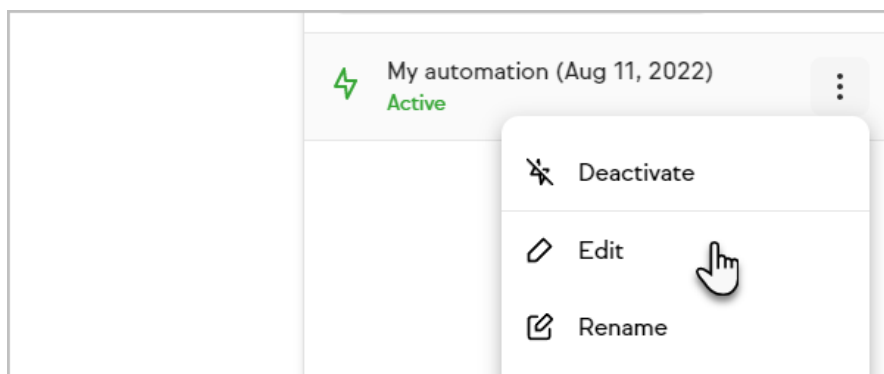 My automation (Aug 11, 2022)
Active
Deactivate
Edit
Rename